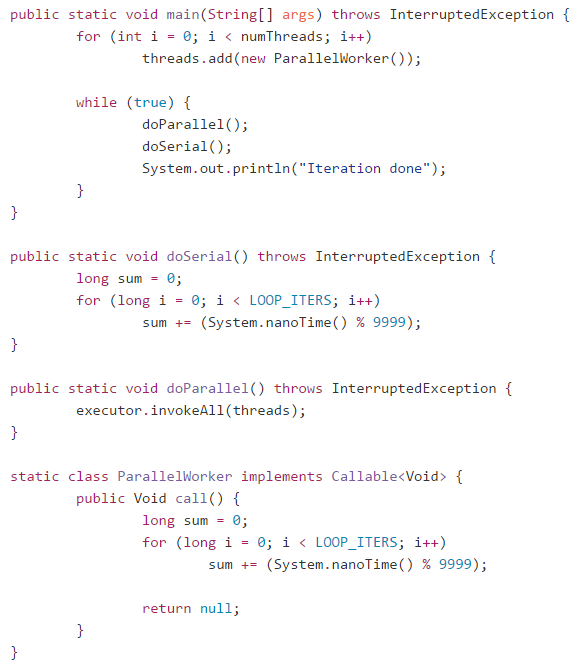 public static void main(String[] args) throws InterruptedException {
        for (int i = 0; i < numThreads; i++)
                threads.add(new ParallelWorker());

        while (true) {
                doParallel();
                doSerial();
                System.out.println("Iteration done");
        }
}

public static void doSerial() throws InterruptedException {
        long sum = 0;
        for (long i = 0; i < LOOP_ITERS; i++)
                sum += (System.nanoTime() % 9999);
}

public static void doParallel() throws InterruptedException {
        executor.invokeAll(threads);
}

static class ParallelWorker implements Callable<Void> {
        public Void call() {
                long sum = 0;
                for (long i = 0; i < LOOP_ITERS; i++)
                        sum += (System.nanoTime() % 9999);

                return null;
        }
}